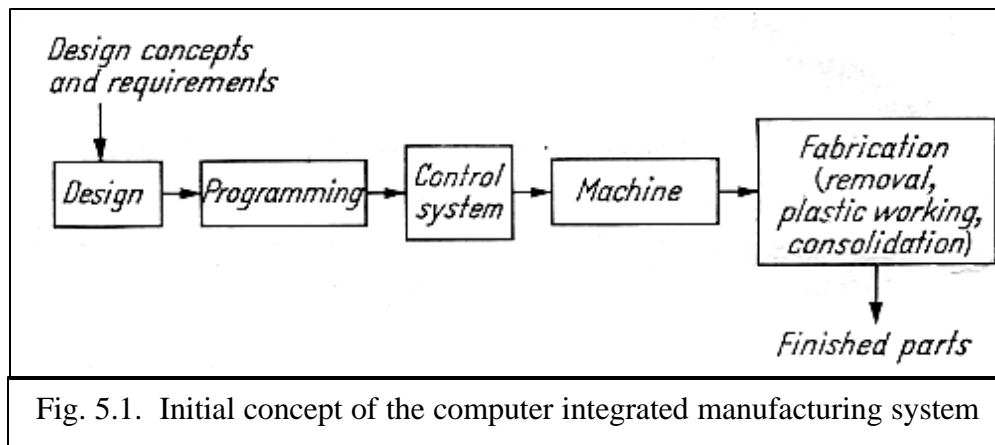 Design concepts
and requirements
Design
Programming
Control
system
Machine
Fabrication
(removal,
plastic working,
consolidation)
Finished parts
Fig. 5.1. Initial concept of the computer integrated manufacturing system